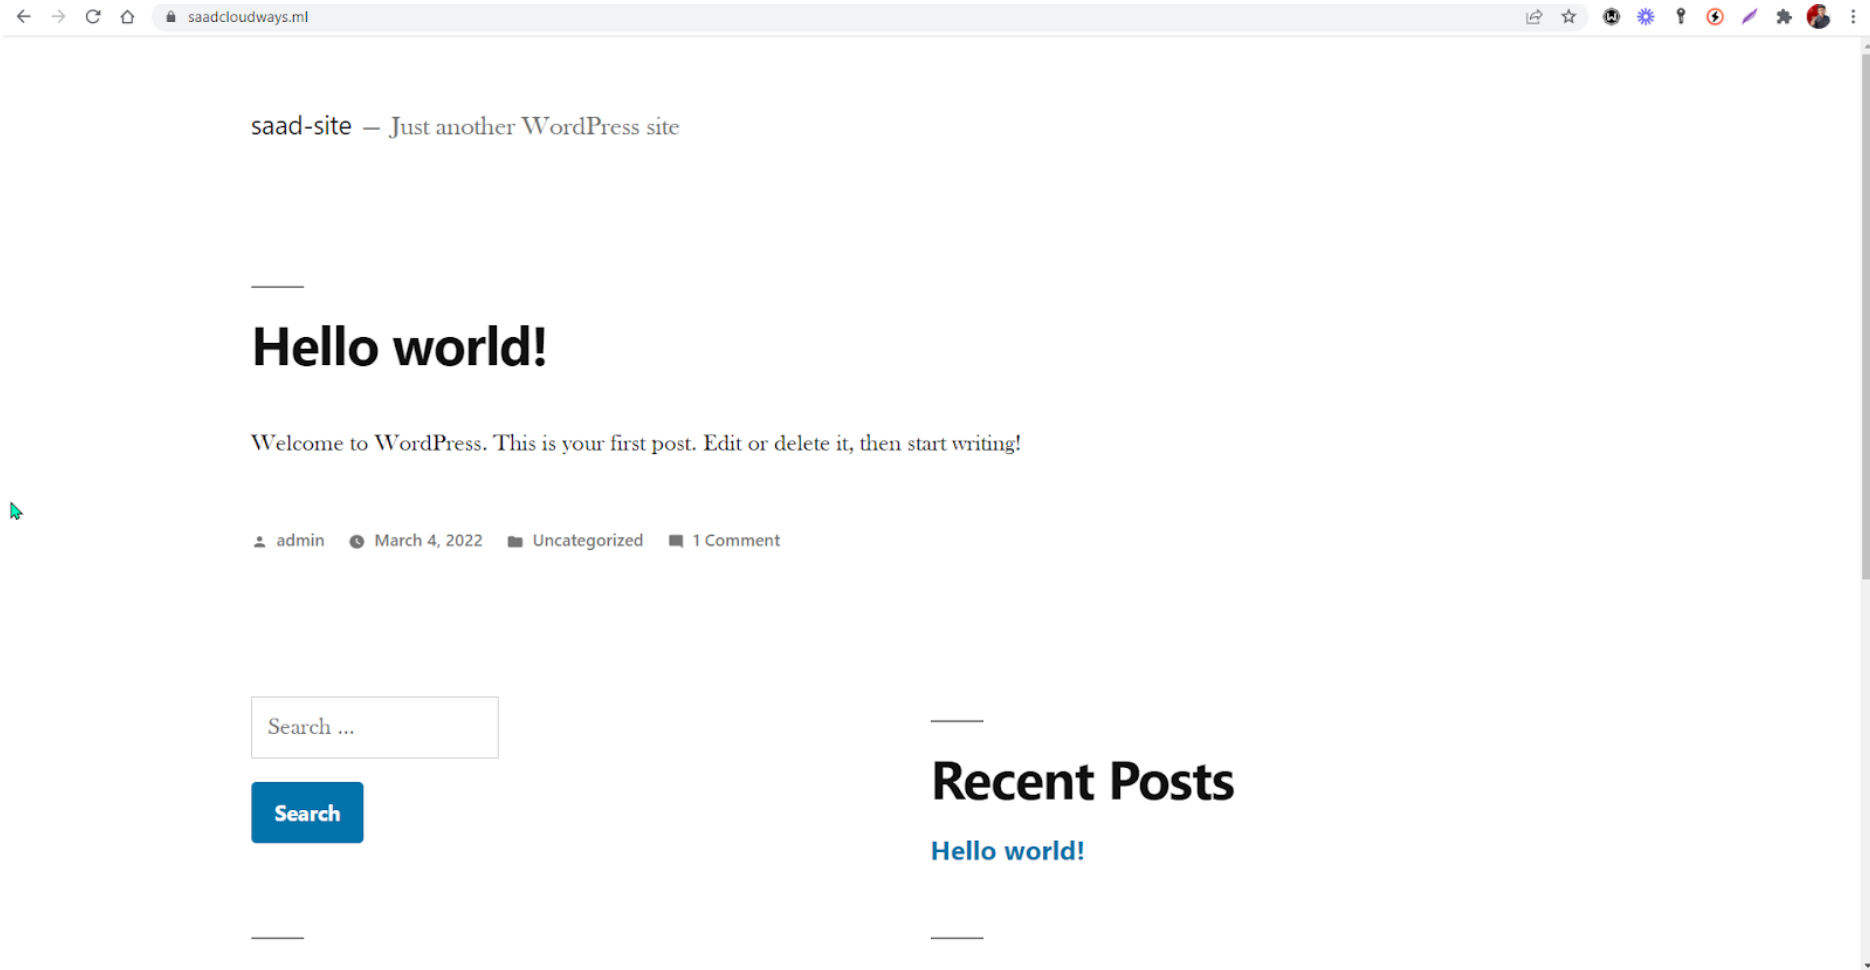 saadcloudways.ml
saad-site — Just another WordPress site
Hello world!
Welcome to WordPress. This is your first post. Edit or delete it, then start writing!
admin March 4, 2022 Uncategorized 1 Comment
Search ...
Search
Recent Posts
Hello world!